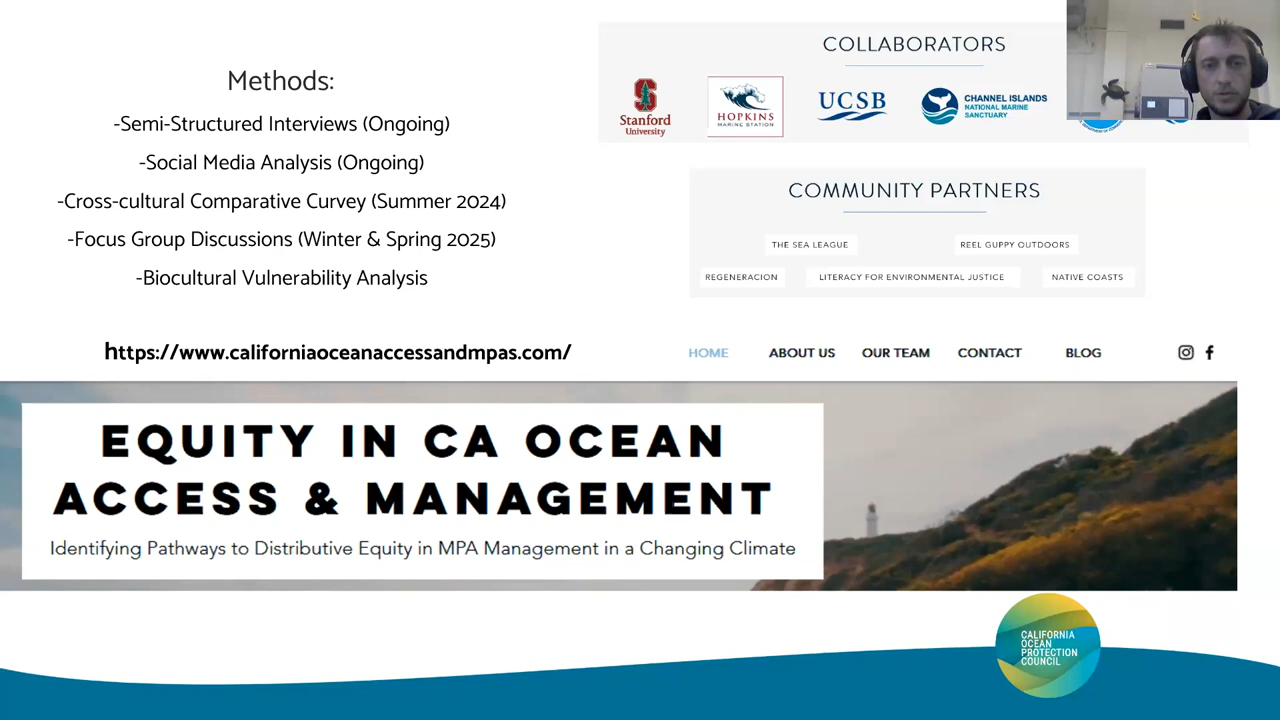 Methods:
-Semi-Structured Interviews (Ongoing)
-Social Media Analysis (Ongoing)
-Cross-cultural Comparative Curvey (Summer 2024)
-Focus Group Discussions (Winter & Spring 2025)
-Biocultural Vulnerability Analysis
https://www.californiaoceanaccessandmpas.com/
COLLABORATORS
Stanford
University
HOPKINS
MARINE STATION
UCSB
CHANNEL ISLANDS
NATIONAL MARINE
SANCTUARY
COMMUNITY PARTNERS
THE SEA LEAGUE
REEL GUPPY OUTDOORS
REGENERACION
LITERACY FOR ENVIRONMENTAL JUSTICE
NATIVE COASTS
HOME ABOUT US OUR TEAM CONTACT BLOG
EQUITY IN CA OCEAN
ACCESS & MANAGEMENT
Identifying Pathways to Distributive Equity in MPA Management in a Changing Climate
CALIFORNIA
OCEAN
PROTECTION
COUNCIL